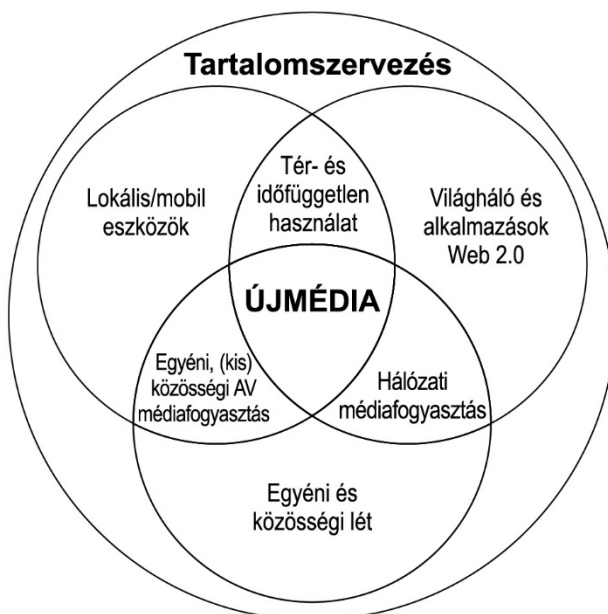 Tartalomszervezés
Lokális/mobil
eszközök
Tér- és
időfüggetlen
használat
Világháló és
alkalmazások
Web 2.0
ÚJMÉDIA
Egyéni, (kis)
közösségi AV
médiafogyasztás
Hálózati
médiafogyasztás
Egyéni és
közösségi lét